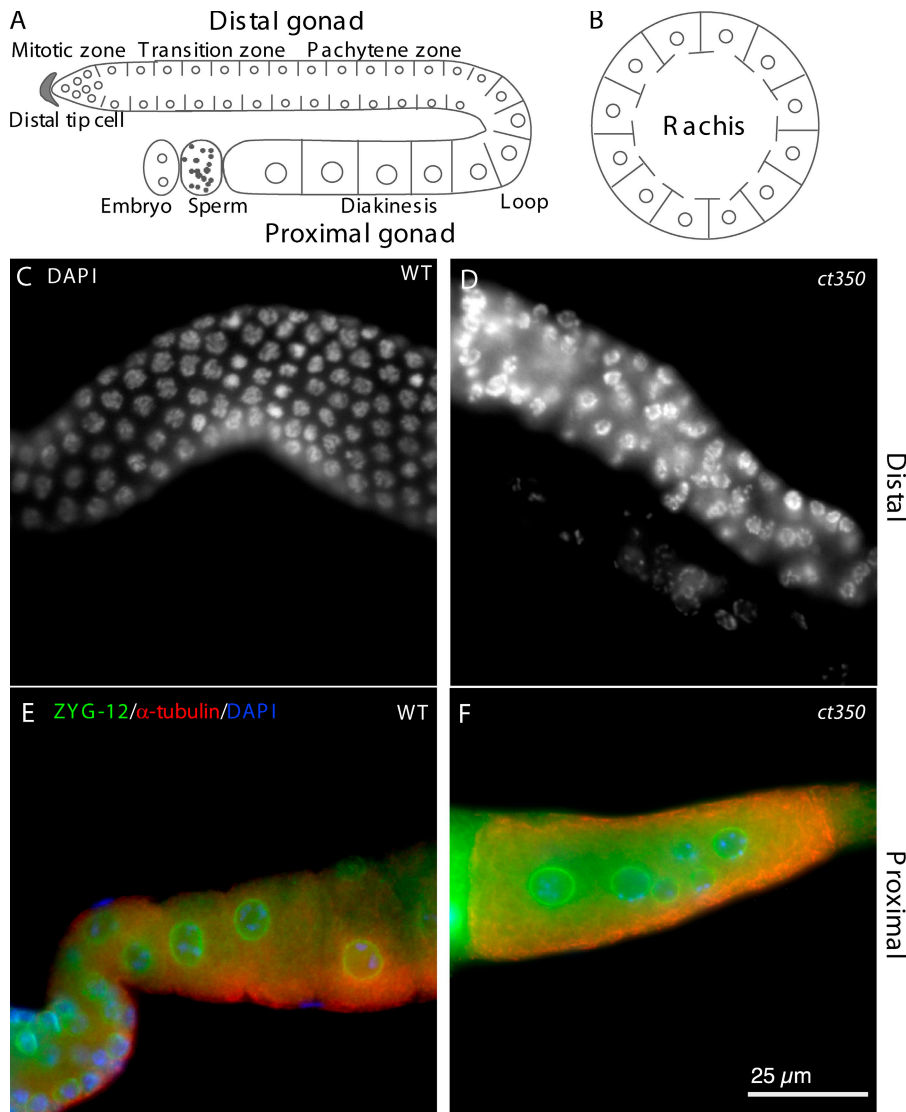 A
Distal gonad
B
Mitotic zone
Transition zone
Pachytene zone
Distal tip cell
Rachis
Embryo
Sperm
Diakinesis
Loop
Proximal gonad
C DAPI WT
D ct350
Distal
E ZYG-12/α-tubulin/DAPI WT
F ct350
Proximal
25 µm